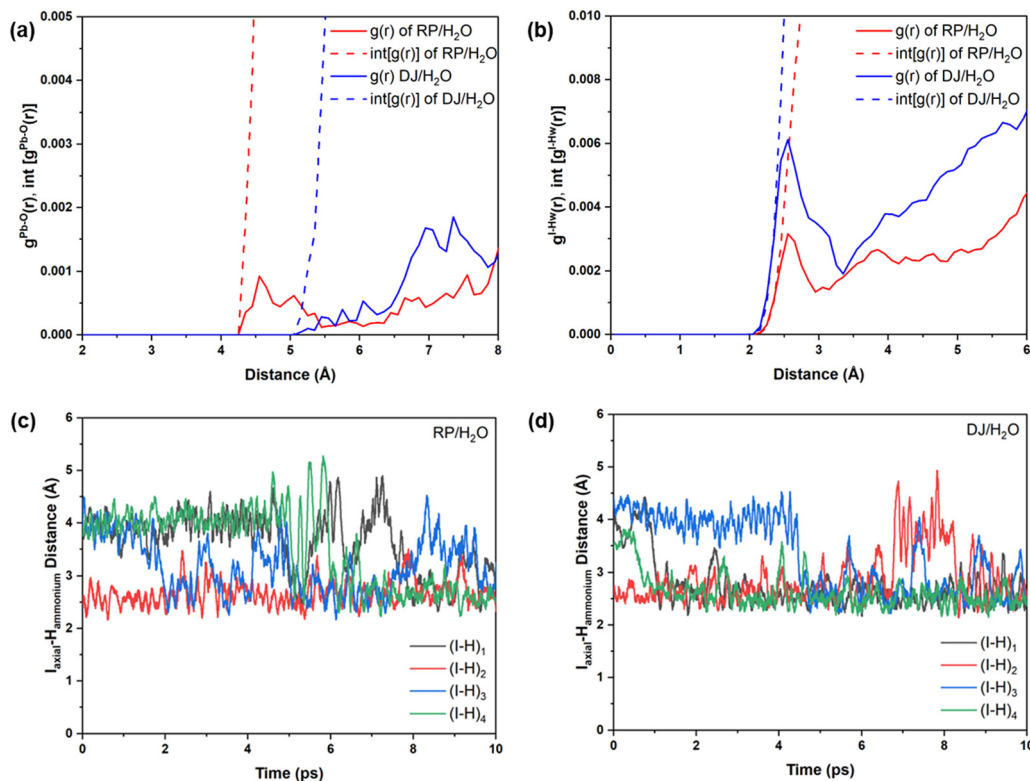 (a)
0.005
0.004
0.003
0.002
0.001
0.000
g^Pb-O(r), int [g^Pb-O(r)]
g(r) of RP/H₂O
int[g(r)] of RP/H₂O
g(r) DJ/H₂O
int[g(r)] of DJ/H₂O
2 3 4 5 6 7 8
Distance (Å)
(b)
0.010
0.008
0.006
0.004
0.002
0.000
g^I-Hw(r), int [g^I-Hw(r)]
g(r) of RP/H₂O
int[g(r)] of RP/H₂O
g(r) of DJ/H₂O
int[g(r)] of DJ/H₂O
0 1 2 3 4 5 6
Distance (Å)
(c)
RP/H₂O
6
5
4
3
2
1
0
I_axial-H_ammonium Distance (Å)
(I-H)₁
(I-H)₂
(I-H)₃
(I-H)₄
0 2 4 6 8 10
Time (ps)
(d)
DJ/H₂O
6
5
4
3
2
1
0
I_axial-H_ammonium Distance (Å)
(I-H)₁
(I-H)₂
(I-H)₃
(I-H)₄
0 2 4 6 8 10
Time (ps)